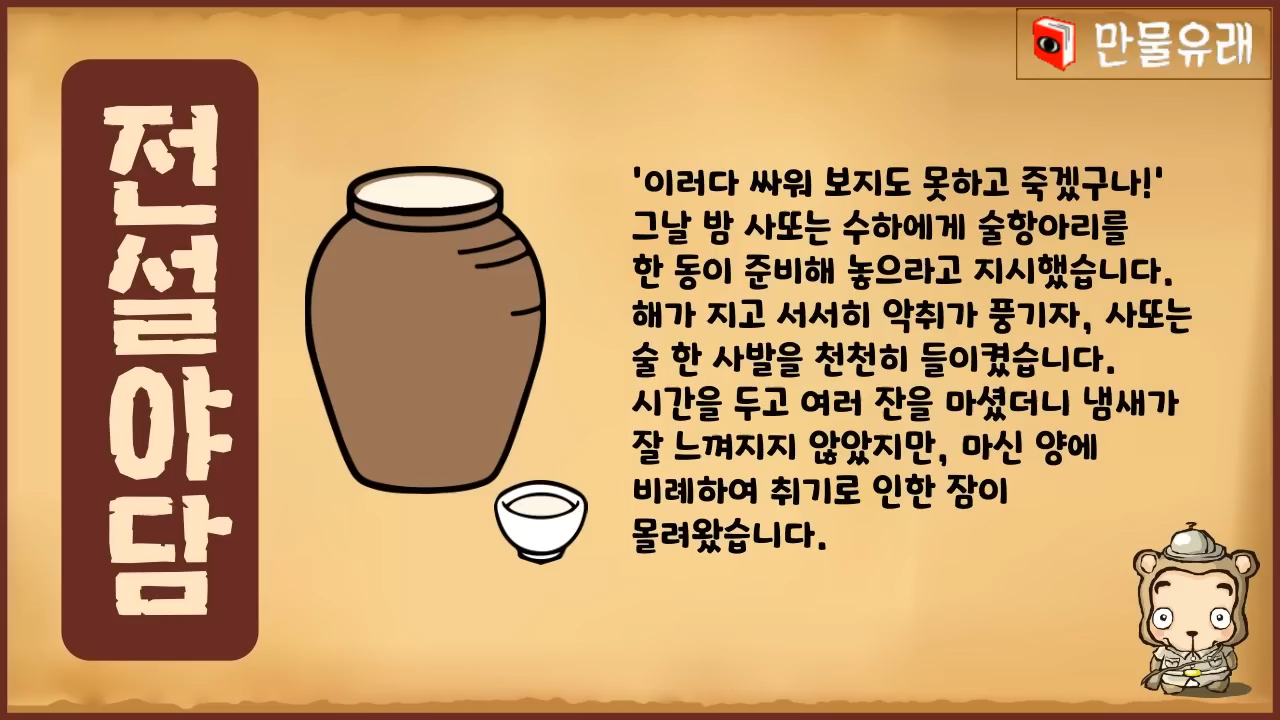 만물유래
전설야담
'이러다 싸워 보지도 못하고 죽겠구나!'
그날 밤 사또는 수하에게 술항아리를
한 동이 준비해 놓으라고 지시했습니다.
해가 지고 서서히 악취가 풍기자, 사또는
술 한 사발을 천천히 들이켰습니다.
시간을 두고 여러 잔을 마셨더니 냄새가
잘 느껴지지 않았지만, 마신 양에
비례하여 취기로 인한 잠이
몰려왔습니다.